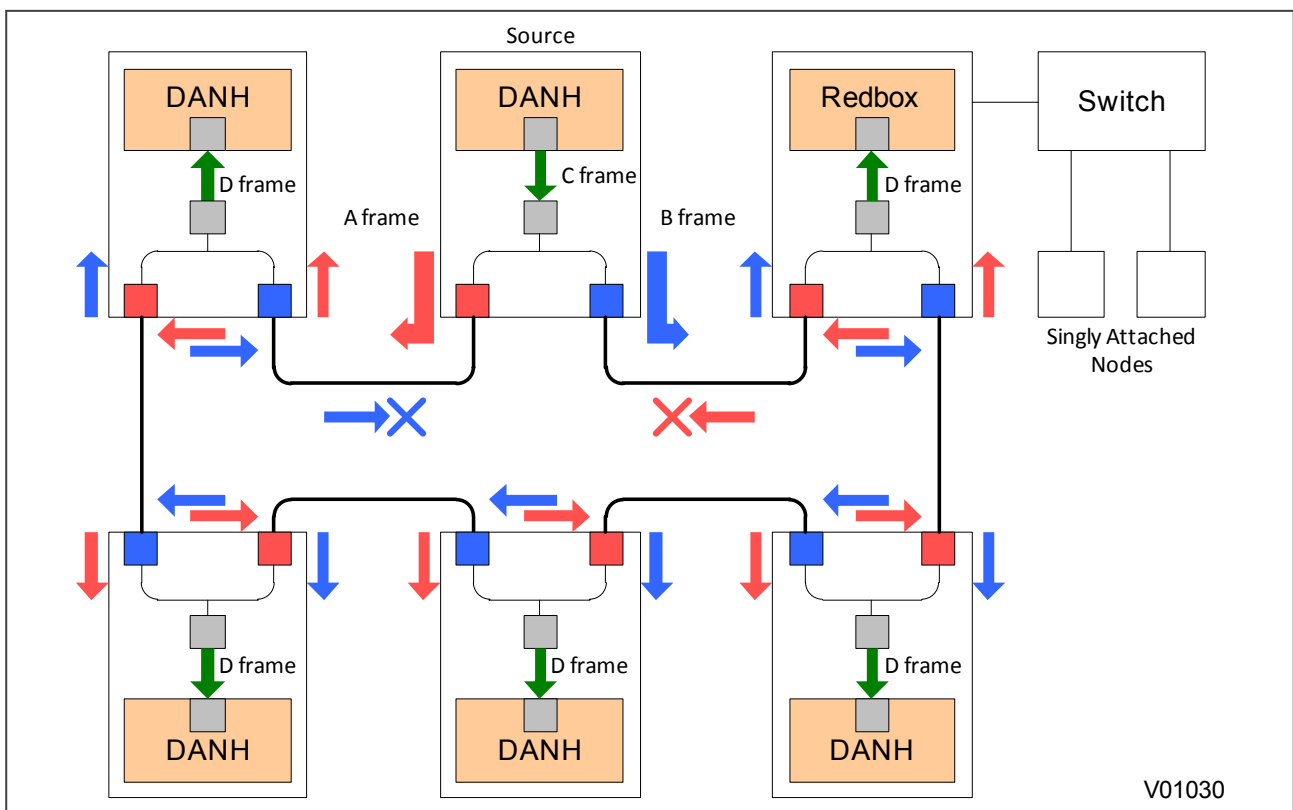 Source
DANH
DANH
Redbox
Switch
D frame
C frame
D frame
A frame
B frame
Singly Attached
Nodes
D frame
D frame
D frame
DANH
DANH
DANH
V01030